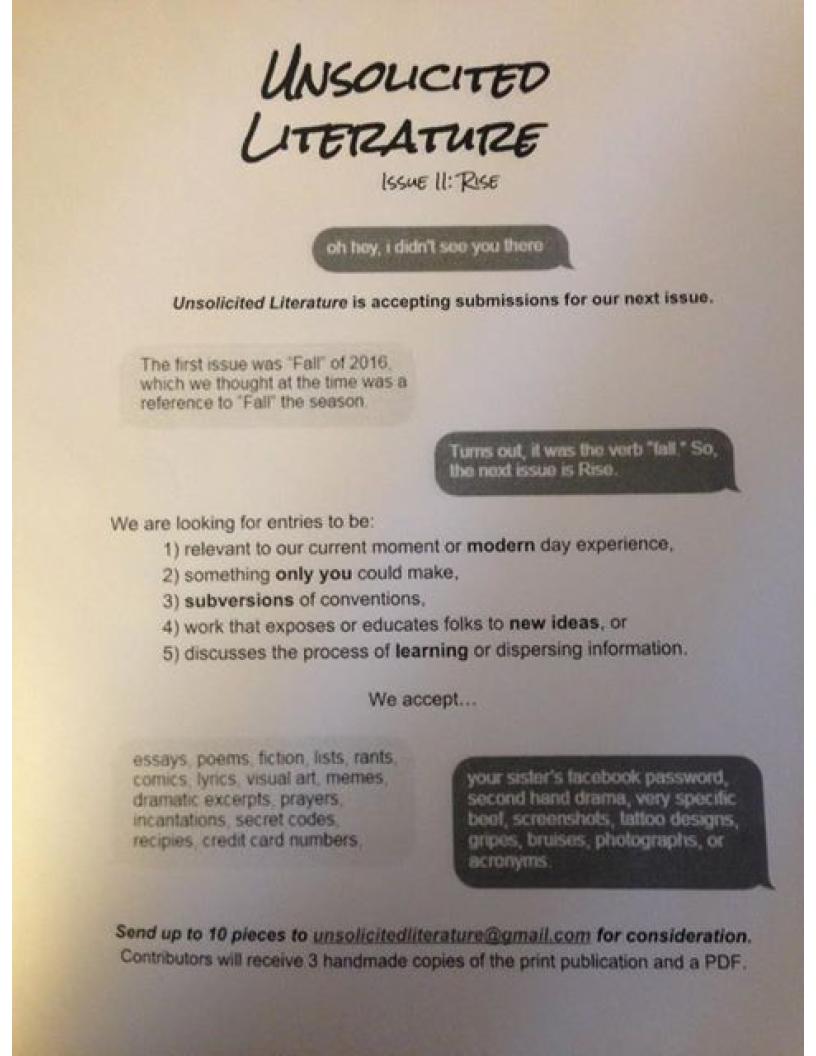 UNSOLICITED
LITERATURE
ISSUE II: RISE
oh hey, i didn't see you there
Unsolicited Literature is accepting submissions for our next issue.
The first issue was "Fall" of 2016,
which we thought at the time was a
reference to "Fall" the season.
Turns out, it was the verb "fall." So,
the next issue is Rise.
We are looking for entries to be:
1) relevant to our current moment or modern day experience,
2) something only you could make,
3) subversions of conventions,
4) work that exposes or educates folks to new ideas, or
5) discusses the process of learning or dispersing information.
We accept...
essays, poems, fiction, lists, rants,
comics, lyrics, visual art, memes,
dramatic excerpts, prayers,
incantations, secret codes,
recipies, credit card numbers,
your sister's facebook password,
second hand drama, very specific
beef, screenshots, tattoo designs,
gripes, bruises, photographs, or
acronyms.
Send up to 10 pieces to unsolicitedliterature@gmail.com for consideration.
Contributors will receive 3 handmade copies of the print publication and a PDF.